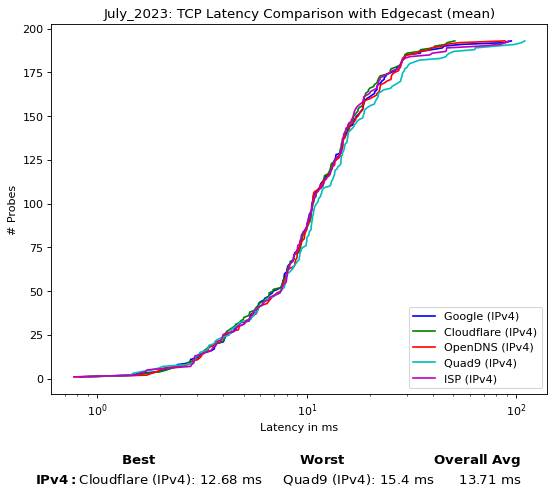 July_2023: TCP Latency Comparison with Edgecast (mean)
200
175
150
125
100
75
50
25
0
# Probes
Google (IPv4)
Cloudflare (IPv4)
OpenDNS (IPv4)
Quad9 (IPv4)
ISP (IPv4)
10⁰ 10¹ 10²
Latency in ms
Best Worst Overall Avg
IPv4: Cloudflare (IPv4): 12.68 ms Quad9 (IPv4): 15.4 ms 13.71 ms